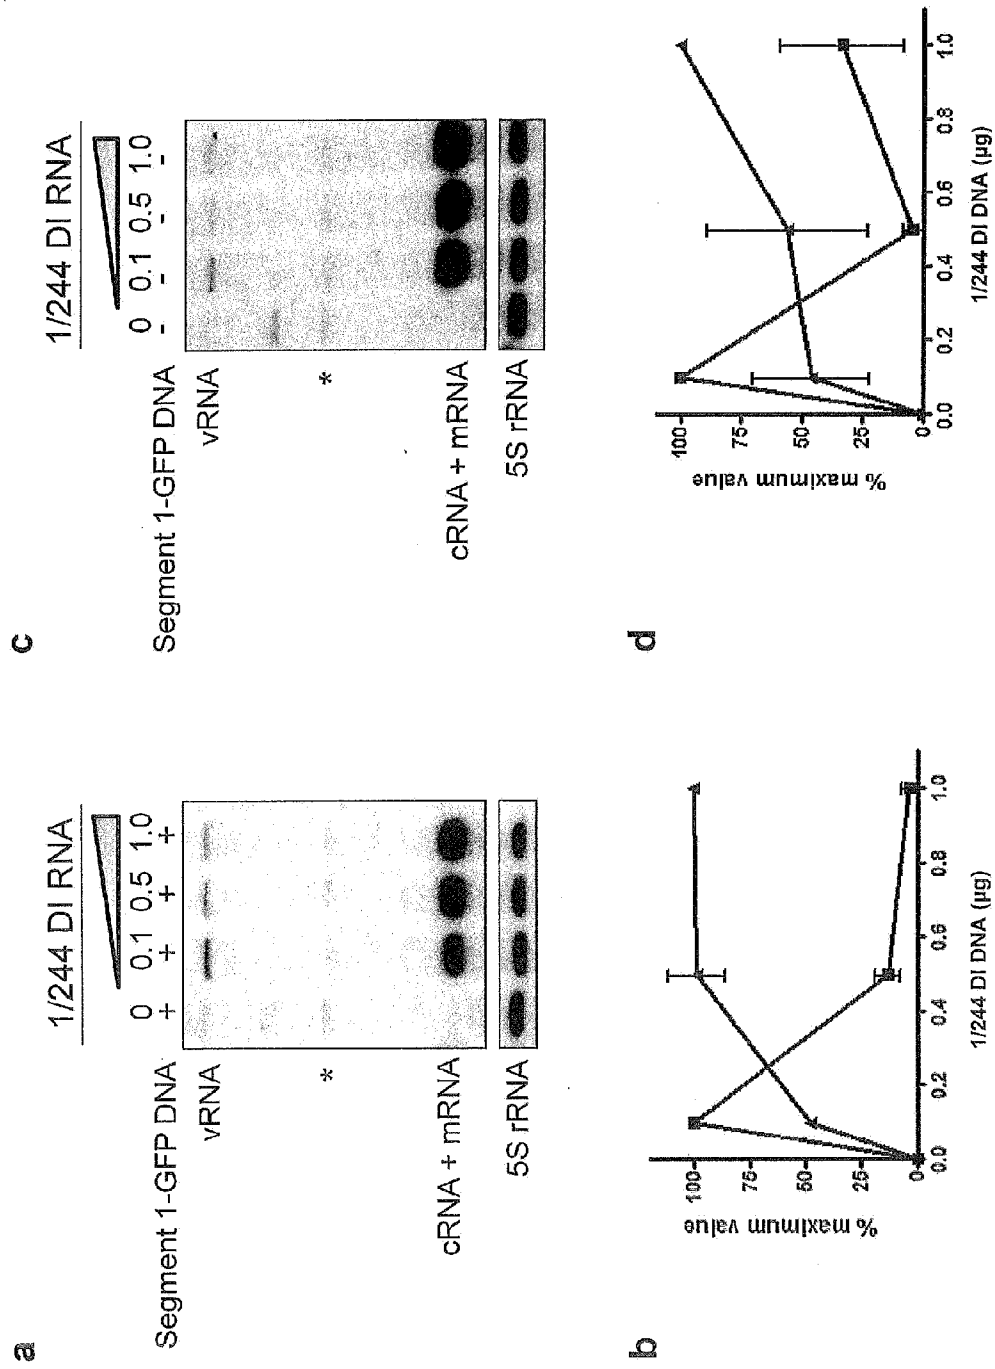 a
1/244 DI RNA
0 0.1 0.5 1.0
Segment 1-GFP DNA + + + +
vRNA
*
cRNA + mRNA
5S rRNA
b
% maximum value
100
75
50
25
0
0.0 0.2 0.4 0.6 0.8 1.0
1/244 DI DNA (µg)
c
1/244 DI RNA
0 0.1 0.5 1.0
Segment 1-GFP DNA - - - -
vRNA
*
cRNA + mRNA
5S rRNA
d
% maximum value
100
75
50
25
0
0.0 0.2 0.4 0.6 0.8 1.0
1/244 DI DNA (µg)